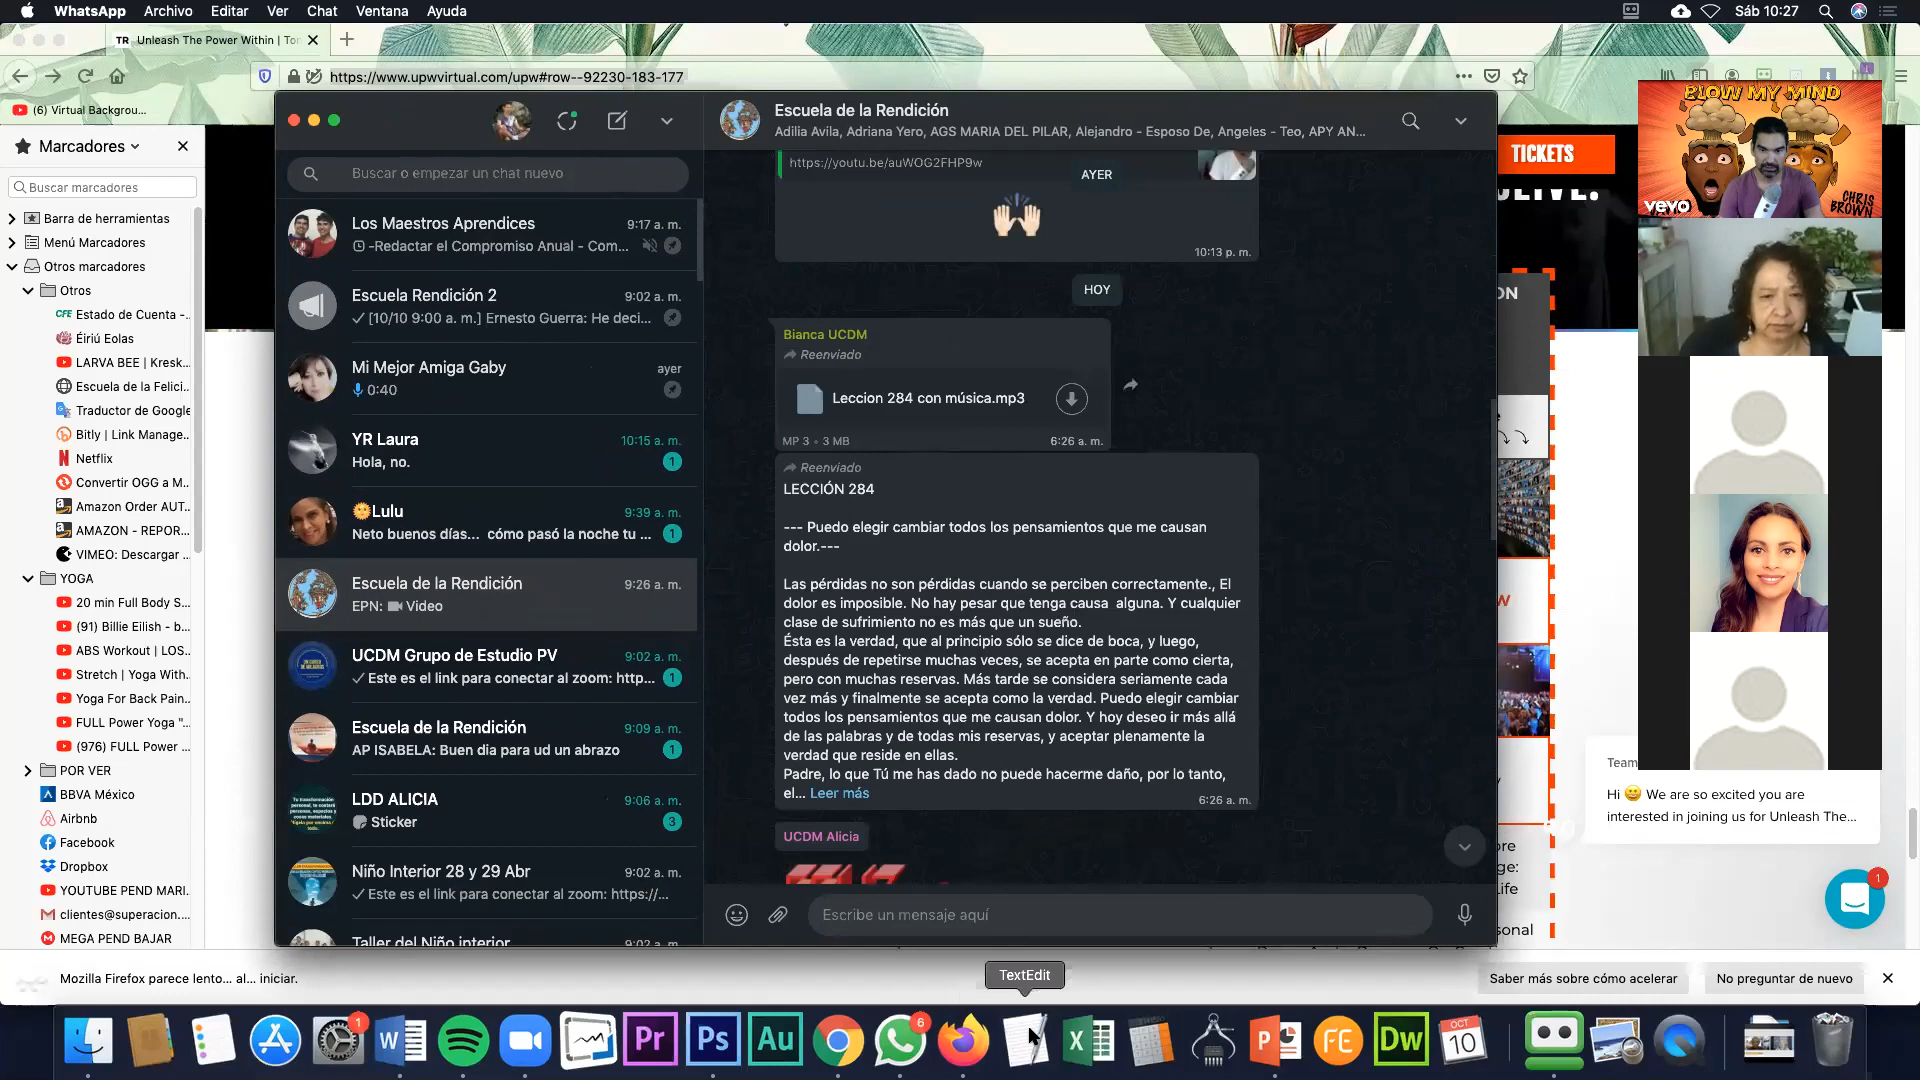 WhatsApp Archivo Editar Ver Chat Ventana Ayuda
Sáb 10:27
TR Unleash The Power Within | Ton
https://www.upwvirtual.com/upw#row--92230-183-177
(6) Virtual Backgrou...
Marcadores
Buscar marcadores
Barra de herramientas
Menú Marcadores
Otros marcadores
Otros
CFE Estado de Cuenta -...
Éiriú Eolas
LARVA BEE | Kresk...
Escuela de la Felici...
Traductor de Google
Bitly | Link Manage...
Netflix
Convertir OGG a M...
Amazon Order AUT...
AMAZON - REPOR...
VIMEO: Descargar ...
YOGA
20 min Full Body S...
(91) Billie Eilish - b...
ABS Workout | LOS...
Stretch | Yoga With...
Yoga For Back Pain...
FULL Power Yoga "...
(976) FULL Power ...
POR VER
BBVA México
Airbnb
Facebook
Dropbox
YOUTUBE PEND MARI...
clientes@superacion....
MEGA PEND BAJAR
Buscar o empezar un chat nuevo
Los Maestros Aprendices 9:17 a. m.
-Redactar el Compromiso Anual - Com...
Escuela Rendición 2 9:02 a. m.
[10/10 9:00 a. m.] Ernesto Guerra: He deci...
Mi Mejor Amiga Gaby ayer
0:40
YR Laura 10:15 a. m.
Hola, no. 1
🌞Lulu 9:39 a. m.
Neto buenos días... cómo pasó la noche tu ... 1
Escuela de la Rendición 9:26 a. m.
EPN: Video
UCDM Grupo de Estudio PV 9:02 a. m.
Este es el link para conectar al zoom: http... 1
Escuela de la Rendición 9:09 a. m.
AP ISABELA: Buen dia para ud un abrazo 1
LDD ALICIA 9:06 a. m.
Sticker 3
Niño Interior 28 y 29 Abr 9:02 a. m.
Este es el link para conectar al zoom: https://...
Taller del Niño interior 9:02 a. m.
Escuela de la Rendición
Adilia Avila, Adriana Yero, AGS MARIA DEL PILAR, Alejandro - Esposo De, Angeles - Teo, APY AN...
https://youtu.be/auWOG2FHP9w
AYER
🙌🏻
10:13 p. m.
HOY
Bianca UCDM
Reenviado
Leccion 284 con música.mp3
MP 3 • 3 MB 6:26 a. m.
Reenviado
LECCIÓN 284
--- Puedo elegir cambiar todos los pensamientos que me causan
dolor.---
Las pérdidas no son pérdidas cuando se perciben correctamente., El
dolor es imposible. No hay pesar que tenga causa alguna. Y cualquier
clase de sufrimiento no es más que un sueño.
Ésta es la verdad, que al principio sólo se dice de boca, y luego,
después de repetirse muchas veces, se acepta en parte como cierta,
pero con muchas reservas. Más tarde se considera seriamente cada
vez más y finalmente se acepta como la verdad. Puedo elegir cambiar
todos los pensamientos que me causan dolor. Y hoy deseo ir más allá
de las palabras y de todas mis reservas, y aceptar plenamente la
verdad que reside en ellas.
Padre, lo que Tú me has dado no puede hacerme daño, por lo tanto,
el... Leer más
6:26 a. m.
UCDM Alicia
Escribe un mensaje aquí
BLOW MY MIND
vevo
CHRIS
BROWN
TICKETS
ON
W
Team
Hi 😀 We are so excited you are
interested in joining us for Unleash The...
ore
ge:
Life
sonal
1
Mozilla Firefox parece lento... al... iniciar.
Saber más sobre cómo acelerar
No preguntar de nuevo
TextEdit
1
W
Pr
Ps
Au
6
X
P
FE
Dw
OCT
10